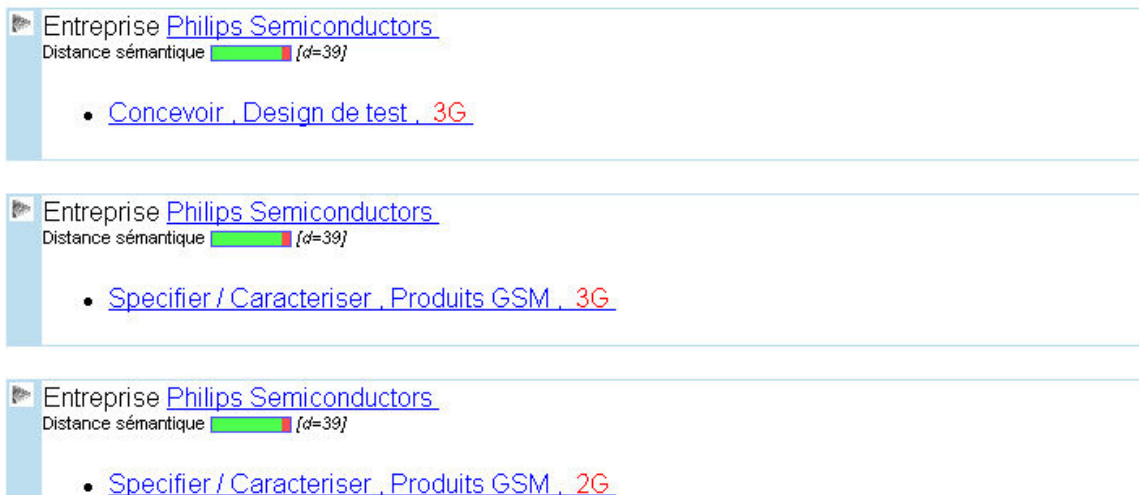 Entreprise Philips Semiconductors
Distance sémantique [d=39]
• Concevoir , Design de test , 3G
Entreprise Philips Semiconductors
Distance sémantique [d=39]
• Specifier / Caracteriser , Produits GSM , 3G
Entreprise Philips Semiconductors
Distance sémantique [d=39]
• Specifier / Caracteriser , Produits GSM , 2G